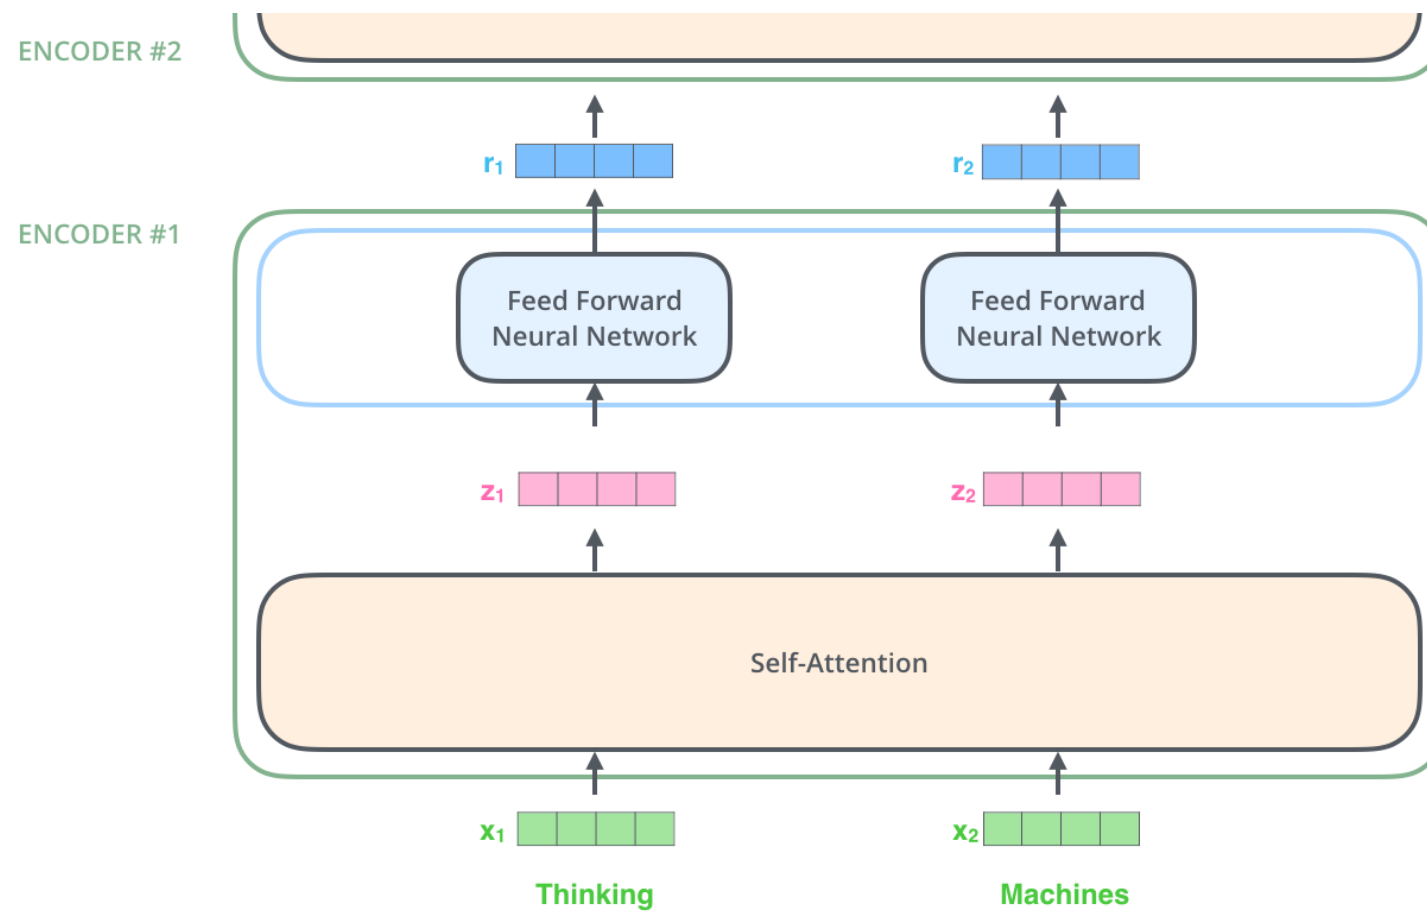 ENCODER #2
r₁
r₂
ENCODER #1
Feed Forward
Neural Network
Feed Forward
Neural Network
z₁
z₂
Self-Attention
x₁
x₂
Thinking
Machines